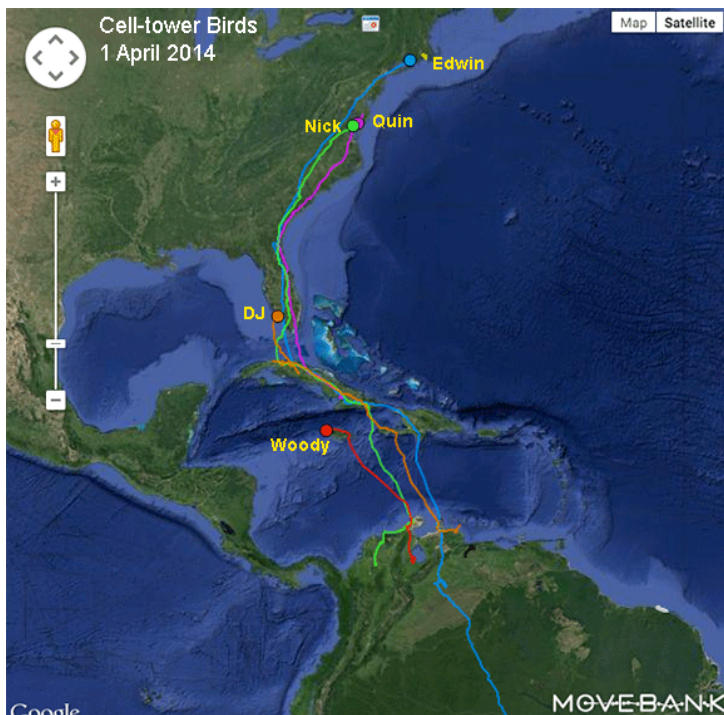 Cell-tower Birds
1 April 2014
Map Satellite
Edwin
Nick Quin
DJ
Woody
Google
MOVEBANK